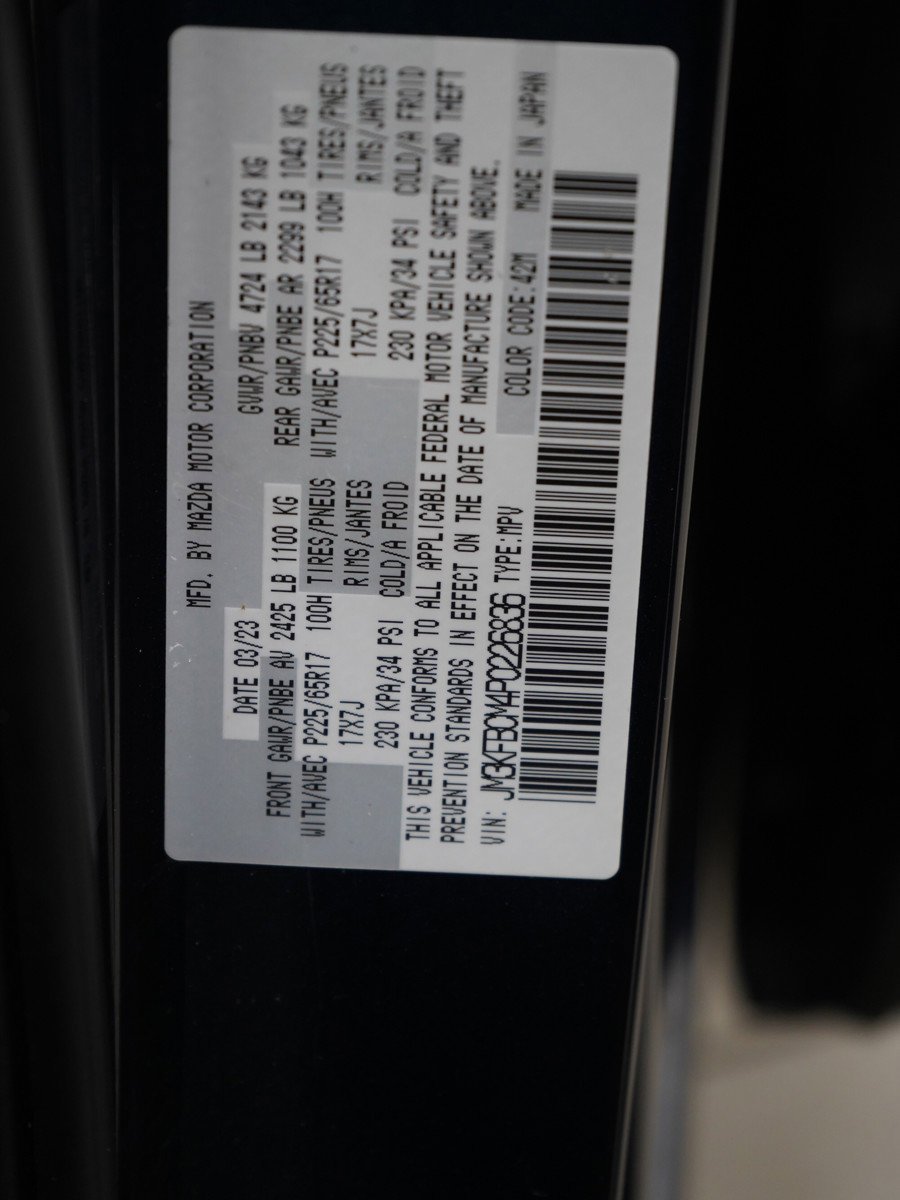 MFD. BY MAZDA MOTOR CORPORATION
DATE 03/23 GVWR/PNBV 4724 LB 2143 KG
FRONT GAWR/PNBE AV 2425 LB 1100 KG REAR GAWR/PNBE AR 2299 LB 1043 KG
WITH/AVEC P225/65R17 100H TIRES/PNEUS WITH/AVEC P225/65R17 100H TIRES/PNEUS
17X7J RIMS/JANTES 17X7J RIMS/JANTES
230 KPA/34 PSI COLD/A FROID 230 KPA/34 PSI COLD/A FROID
THIS VEHICLE CONFORMS TO ALL APPLICABLE FEDERAL MOTOR VEHICLE SAFETY AND THEFT
PREVENTION STANDARDS IN EFFECT ON THE DATE OF MANUFACTURE SHOWN ABOVE.
VIN: JM3KFBCL4P0226836 TYPE:MPV COLOR CODE:42M MADE IN JAPAN